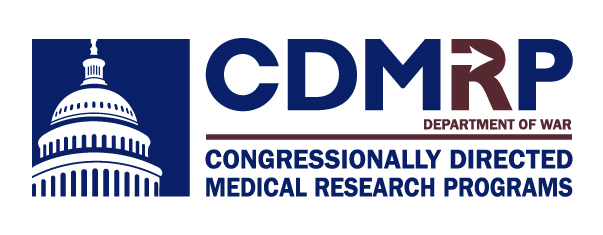 CDMRP
DEPARTMENT OF WAR
CONGRESSIONALLY DIRECTED
MEDICAL RESEARCH PROGRAMS